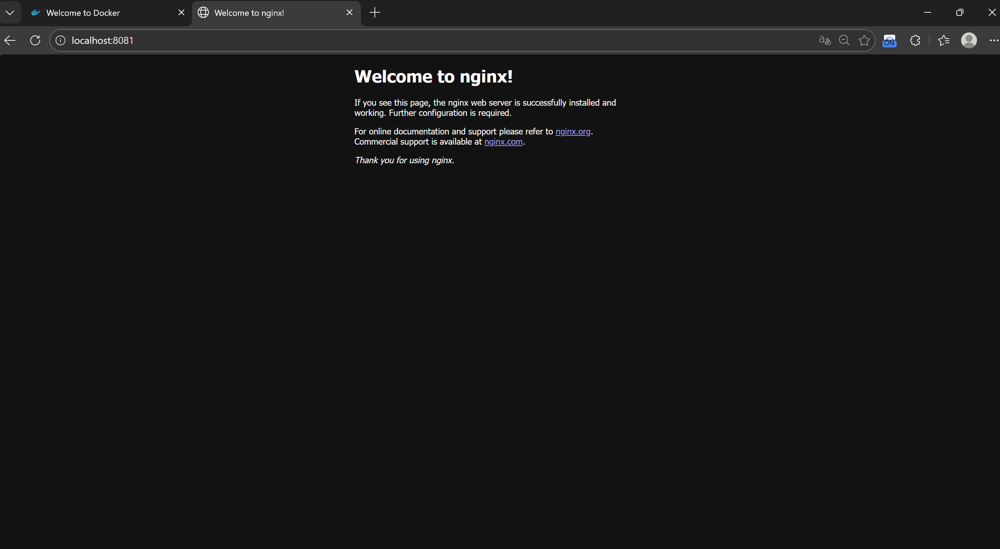 Welcome to Docker
Welcome to nginx!
localhost:8081
aあ
ON
Welcome to nginx!
If you see this page, the nginx web server is successfully installed and
working. Further configuration is required.
For online documentation and support please refer to nginx.org.
Commercial support is available at nginx.com.
Thank you for using nginx.